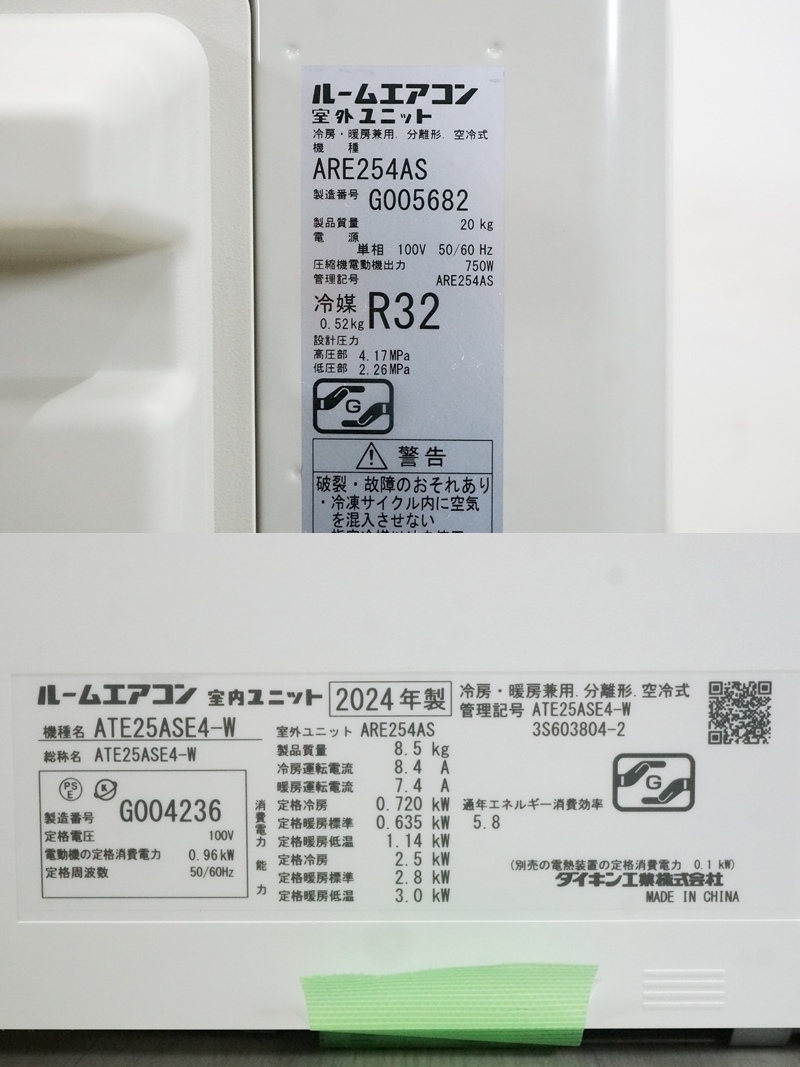 ルームエアコン
室外ユニット
冷房・暖房兼用. 分離形. 空冷式
機 種
ARE254AS
製造番号 G005682
製品質量 20 kg
電 源
単相 100V 50/60 Hz
圧縮機電動機出力 750W
管理記号 ARE254AS
冷媒 R32
0.52kg
設計圧力
高圧部 4.17MPa
低圧部 2.26MPa
G
警告
破裂・故障のおそれあり
・冷凍サイクル内に空気
を混入させない
ルームエアコン 室内ユニット 2024年製 冷房・暖房兼用. 分離形. 空冷式
機種名 ATE25ASE4-W
総称名 ATE25ASE4-W
管理記号 ATE25ASE4-W
3S603804-2
PS
E
K
製造番号 G004236
定格電圧 100V
電動機の定格消費電力 0.96kW
定格周波数 50/60Hz
室外ユニット ARE254AS
製品質量 8.5 kg
冷房運転電流 8.4 A
暖房運転電流 7.4 A
消費電力
定格冷房 0.720 kW
定格暖房標準 0.635 kW
定格暖房低温 1.14 kW
能力
定格冷房 2.5 kW
定格暖房標準 2.8 kW
定格暖房低温 3.0 kW
通年エネルギー消費効率
5.8
G
(別売の電熱装置の定格消費電力 0.1 kW)
ダイキン工業株式会社
MADE IN CHINA